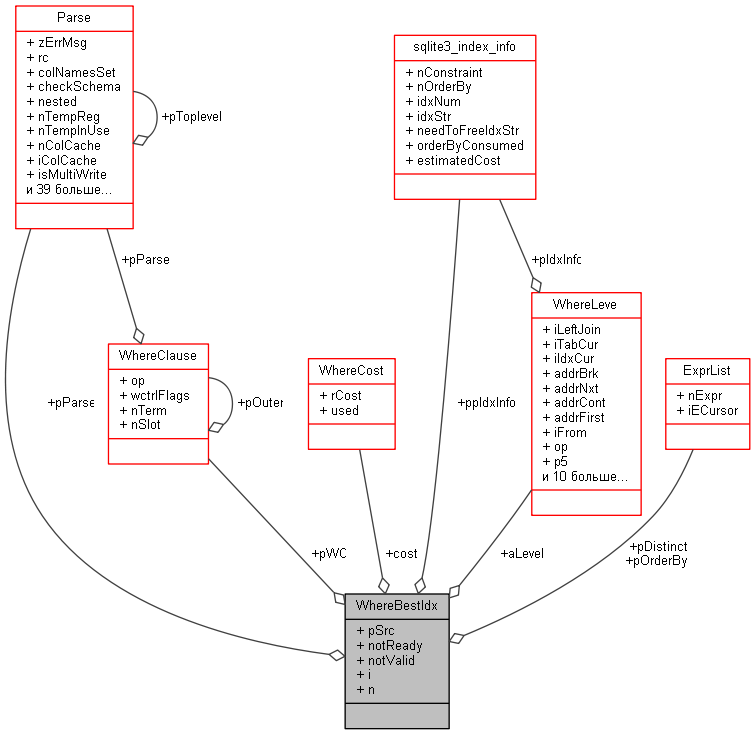 Parse
+ zErrMsg
+ rc
+ colNamesSet
+ checkSchema
+ nested
+ nTempReg
+ nTempInUse
+ nColCache
+ iColCache
+ isMultiWrite
и 39 больше...
+pToplevel
sqlite3_index_info
+ nConstraint
+ nOrderBy
+ idxNum
+ idxStr
+ needToFreeIdxStr
+ orderByConsumed
+ estimatedCost
+pParse
+pIdxInfo
WhereClause
+ op
+ wctrlFlags
+ nTerm
+ nSlot
+pOuter
WhereCost
+ rCost
+ used
WhereLeve
+ iLeftJoin
+ iTabCur
+ iIdxCur
+ addrBrk
+ addrNxt
+ addrCont
+ addrFirst
+ iFrom
+ op
+ p5
и 10 больше...
ExprList
+ nExpr
+ iECursor
+pParse
+ppIdxInfo
+pWC
+cost
+aLevel
+pDistinct
+pOrderBy
WhereBestIdx
+ pSrc
+ notReady
+ notValid
+ i
+ n